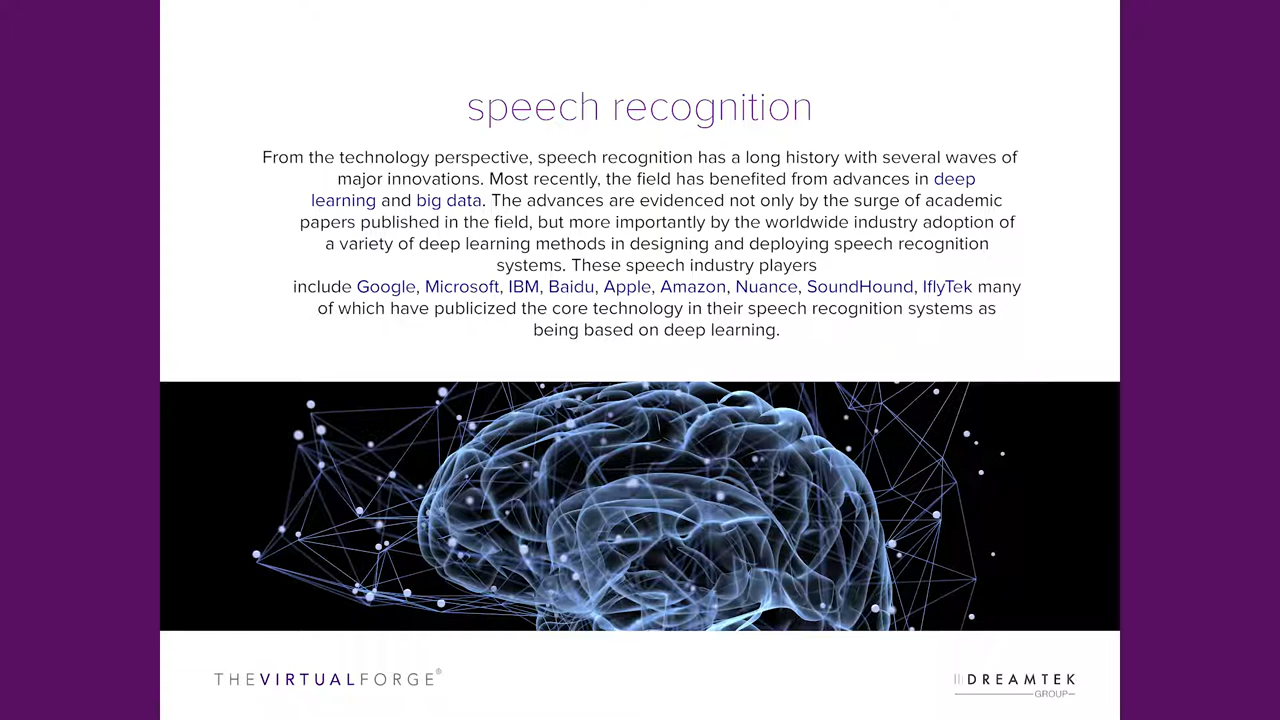 speech recognition
From the technology perspective, speech recognition has a long history with several waves of
major innovations. Most recently, the field has benefited from advances in deep
learning and big data. The advances are evidenced not only by the surge of academic
papers published in the field, but more importantly by the worldwide industry adoption of
a variety of deep learning methods in designing and deploying speech recognition
systems. These speech industry players
include Google, Microsoft, IBM, Baidu, Apple, Amazon, Nuance, SoundHound, IflyTek many
of which have publicized the core technology in their speech recognition systems as
being based on deep learning.
THEVIRTUALFORGE®
DREAMTEK
GROUP